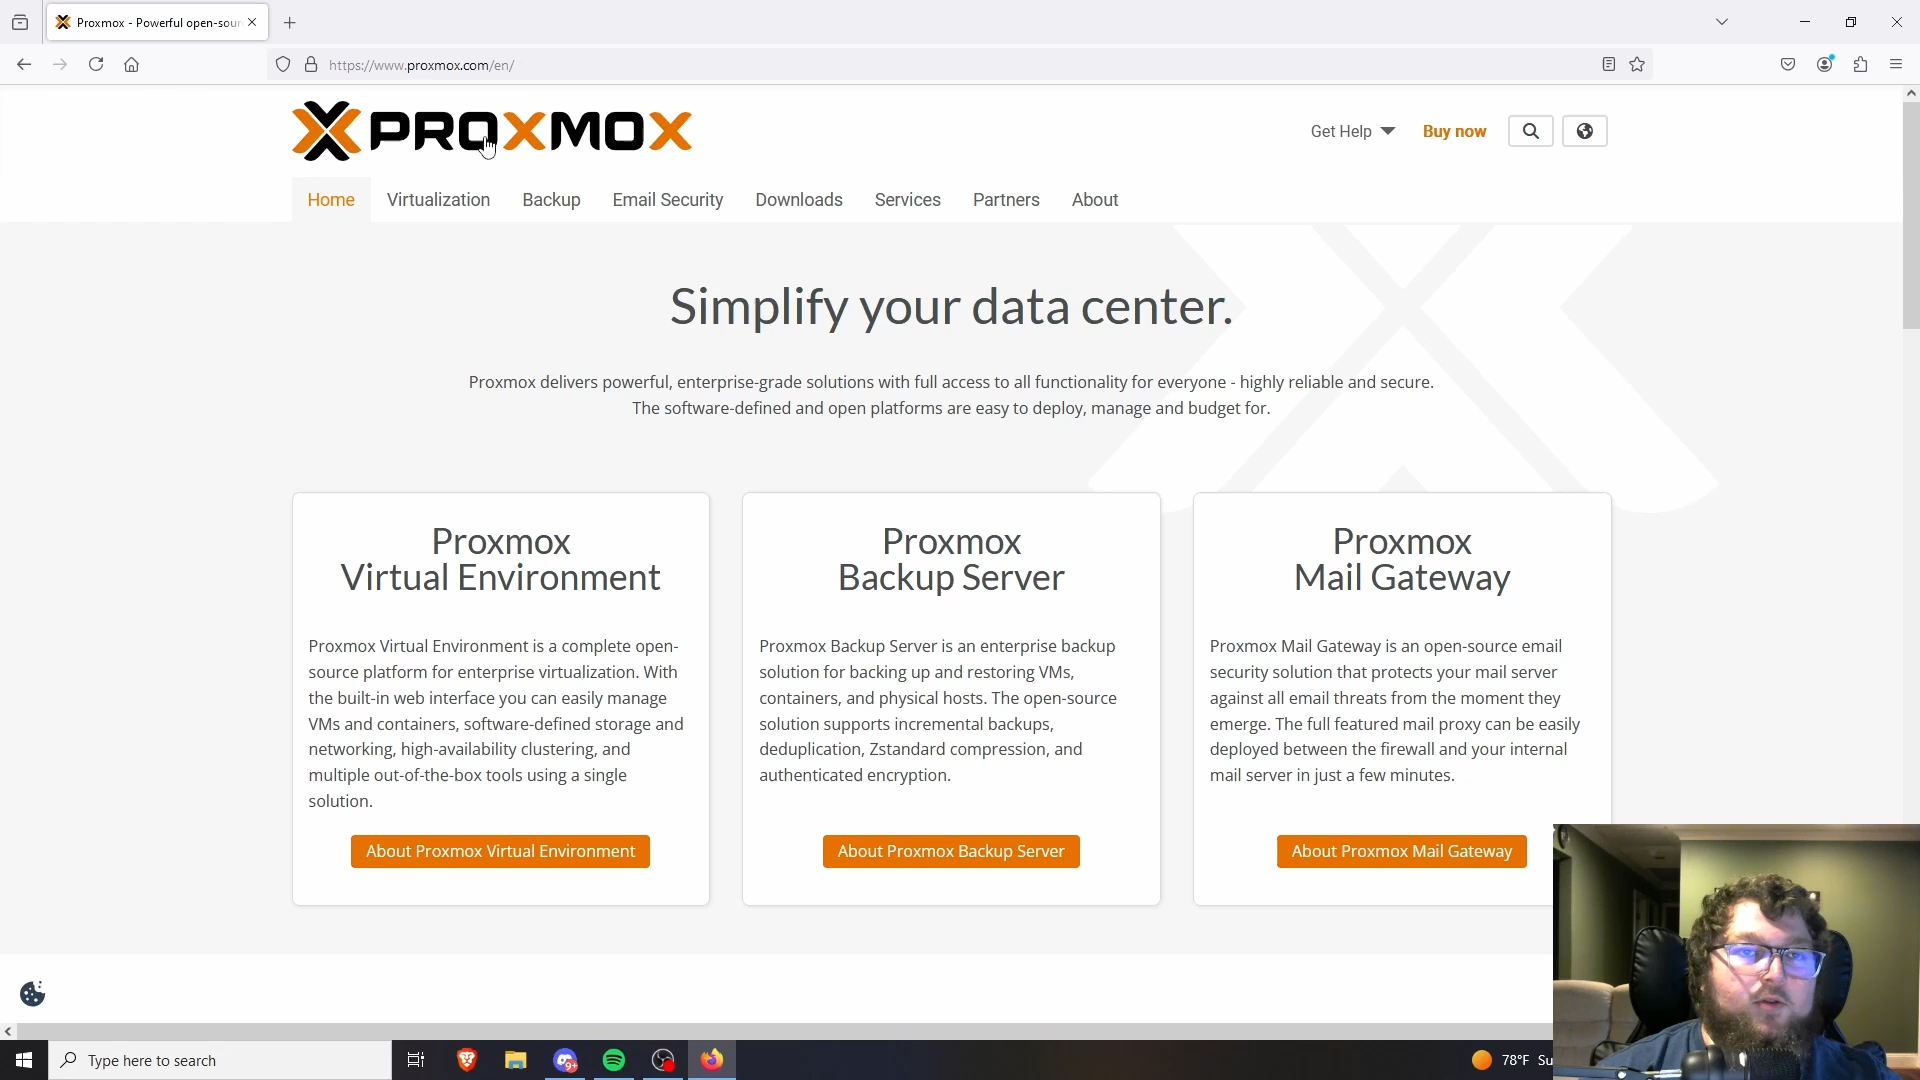 Proxmox - Powerful open-sour
https://www.proxmox.com/en/
PROXMOX
Get Help
Buy now
Home
Virtualization
Backup
Email Security
Downloads
Services
Partners
About
Simplify your data center.
Proxmox delivers powerful, enterprise-grade solutions with full access to all functionality for everyone - highly reliable and secure.
The software-defined and open platforms are easy to deploy, manage and budget for.
Proxmox
Virtual Environment
Proxmox Virtual Environment is a complete open-
source platform for enterprise virtualization. With
the built-in web interface you can easily manage
VMs and containers, software-defined storage and
networking, high-availability clustering, and
multiple out-of-the-box tools using a single
solution.
About Proxmox Virtual Environment
Proxmox
Backup Server
Proxmox Backup Server is an enterprise backup
solution for backing up and restoring VMs,
containers, and physical hosts. The open-source
solution supports incremental backups,
deduplication, Zstandard compression, and
authenticated encryption.
About Proxmox Backup Server
Proxmox
Mail Gateway
Proxmox Mail Gateway is an open-source email
security solution that protects your mail server
against all email threats from the moment they
emerge. The full featured mail proxy can be easily
deployed between the firewall and your internal
mail server in just a few minutes.
About Proxmox Mail Gateway
Type here to search
9+
78°F Su